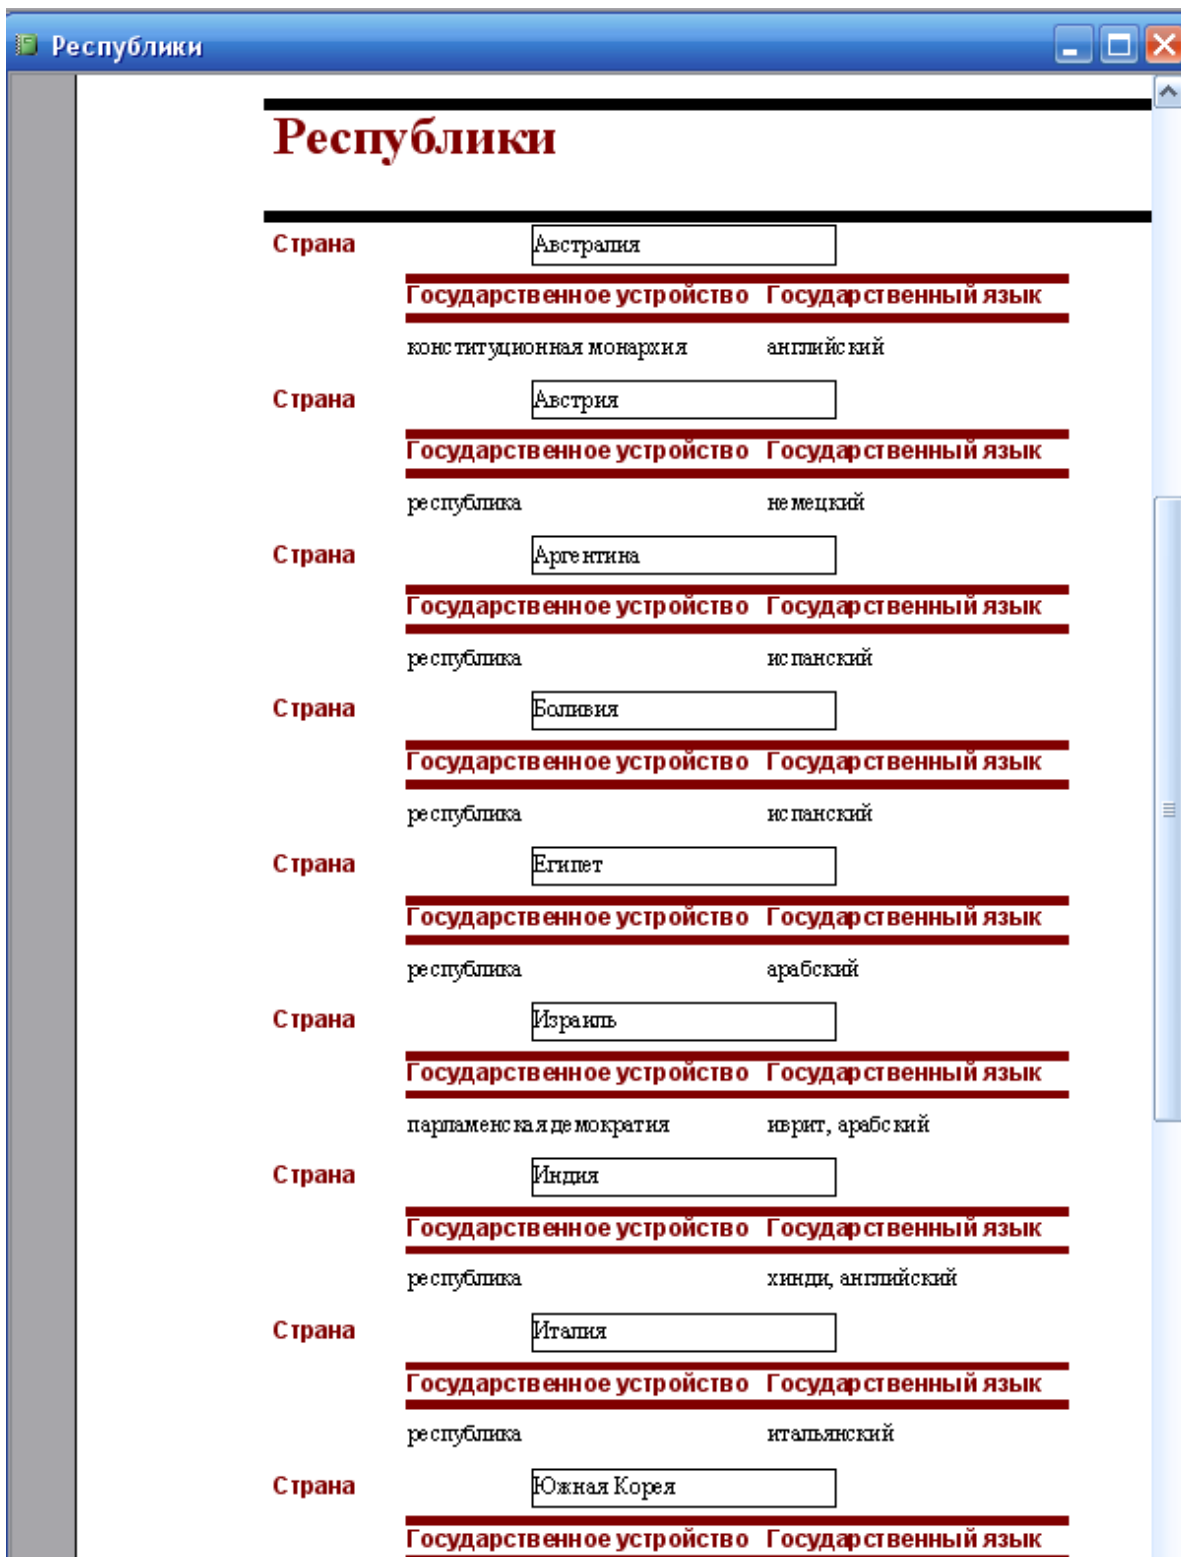 Республики
Республики
Страна Австралия
Государственное устройство Государственный язык
конституционная монархия английский
Страна Австрия
Государственное устройство Государственный язык
республика немецкий
Страна Аргентина
Государственное устройство Государственный язык
республика испанский
Страна Боливия
Государственное устройство Государственный язык
республика испанский
Страна Египет
Государственное устройство Государственный язык
республика арабский
Страна Израиль
Государственное устройство Государственный язык
парламенская демократия иврит, арабский
Страна Индия
Государственное устройство Государственный язык
республика хинди, английский
Страна Италия
Государственное устройство Государственный язык
республика итальянский
Страна Южная Корея
Государственное устройство Государственный язык